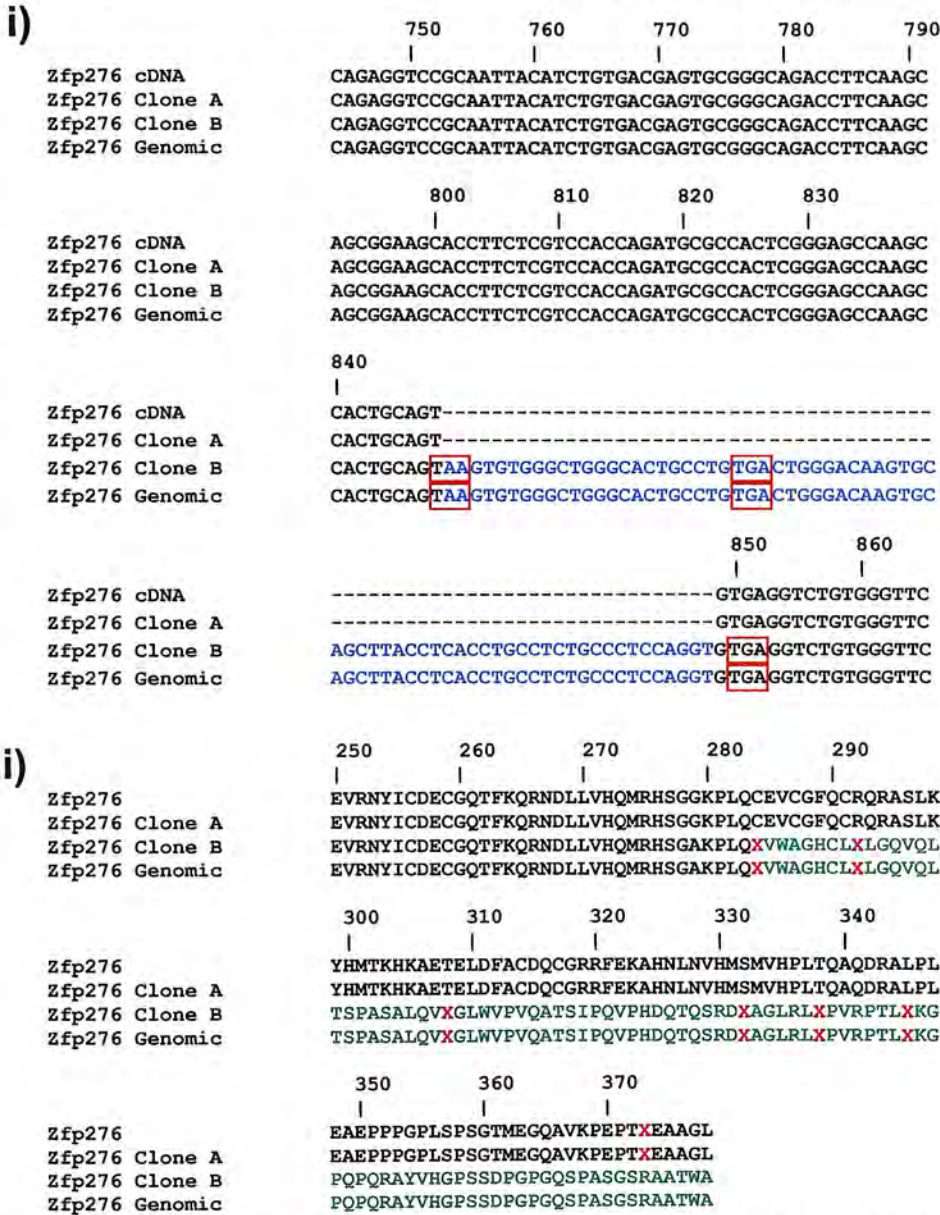 i)
750 760 770 780 790
Zfp276 cDNA CAGAGGTCCGCAATTACATCTGTGACGAGTGCGGGCAGACCTTCAAGC
Zfp276 Clone A CAGAGGTCCGCAATTACATCTGTGACGAGTGCGGGCAGACCTTCAAGC
Zfp276 Clone B CAGAGGTCCGCAATTACATCTGTGACGAGTGCGGGCAGACCTTCAAGC
Zfp276 Genomic CAGAGGTCCGCAATTACATCTGTGACGAGTGCGGGCAGACCTTCAAGC
800 810 820 830
Zfp276 cDNA AGCGGAAGCACCTTCTCGTCCACCAGATGCGCCACTCGGGAGCCAAGC
Zfp276 Clone A AGCGGAAGCACCTTCTCGTCCACCAGATGCGCCACTCGGGAGCCAAGC
Zfp276 Clone B AGCGGAAGCACCTTCTCGTCCACCAGATGCGCCACTCGGGAGCCAAGC
Zfp276 Genomic AGCGGAAGCACCTTCTCGTCCACCAGATGCGCCACTCGGGAGCCAAGC
840
Zfp276 cDNA CACTGCAGT---------------------------------------
Zfp276 Clone A CACTGCAGT---------------------------------------
Zfp276 Clone B CACTGCAGTAAGTGTGGGCTGGGCACTGCCTGTGACTGGGACAAGTGC
Zfp276 Genomic CACTGCAGTAAGTGTGGGCTGGGCACTGCCTGTGACTGGGACAAGTGC
850 860
Zfp276 cDNA -------------------------------GTGAGGTCTGTGGGTTC
Zfp276 Clone A -------------------------------GTGAGGTCTGTGGGTTC
Zfp276 Clone B AGCTTACCTCACCTGCCTCTGCCCTCCAGGTGTGAGGTCTGTGGGTTC
Zfp276 Genomic AGCTTACCTCACCTGCCTCTGCCCTCCAGGTGTGAGGTCTGTGGGTTC
i)
250 260 270 280 290
Zfp276 EVRNYICDECGQTFKQRNDLLVHQMRHSGGKPLQCEVCGFQCRQRASLK
Zfp276 Clone A EVRNYICDECGQTFKQRNDLLVHQMRHSGGKPLQCEVCGFQCRQRASLK
Zfp276 Clone B EVRNYICDECGQTFKQRNDLLVHQMRHSGAKPLQXVWAGHCLXLGQVQL
Zfp276 Genomic EVRNYICDECGQTFKQRNDLLVHQMRHSGAKPLQXVWAGHCLXLGQVQL
300 310 320 330 340
Zfp276 YHMTKHKAETELDFACDQCGRRFEKAHNLNVHMSMVHPLTQAQDRALPL
Zfp276 Clone A YHMTKHKAETELDFACDQCGRRFEKAHNLNVHMSMVHPLTQAQDRALPL
Zfp276 Clone B TSPASALQVXGLWVPVQATSIPQVPHDQTQSRDXAGLRLXPVRPTLXKG
Zfp276 Genomic TSPASALQVXGLWVPVQATSIPQVPHDQTQSRDXAGLRLXPVRPTLXKG
350 360 370
Zfp276 EAEPPPGPLSPSGTMEGQAVKPEPTXEAAGL
Zfp276 Clone A EAEPPPGPLSPSGTMEGQAVKPEPTXEAAGL
Zfp276 Clone B PQPQRAYVHGPSSDPGPGQSPASGSRAATWA
Zfp276 Genomic PQPQRAYVHGPSSDPGPGQSPASGSRAATWA